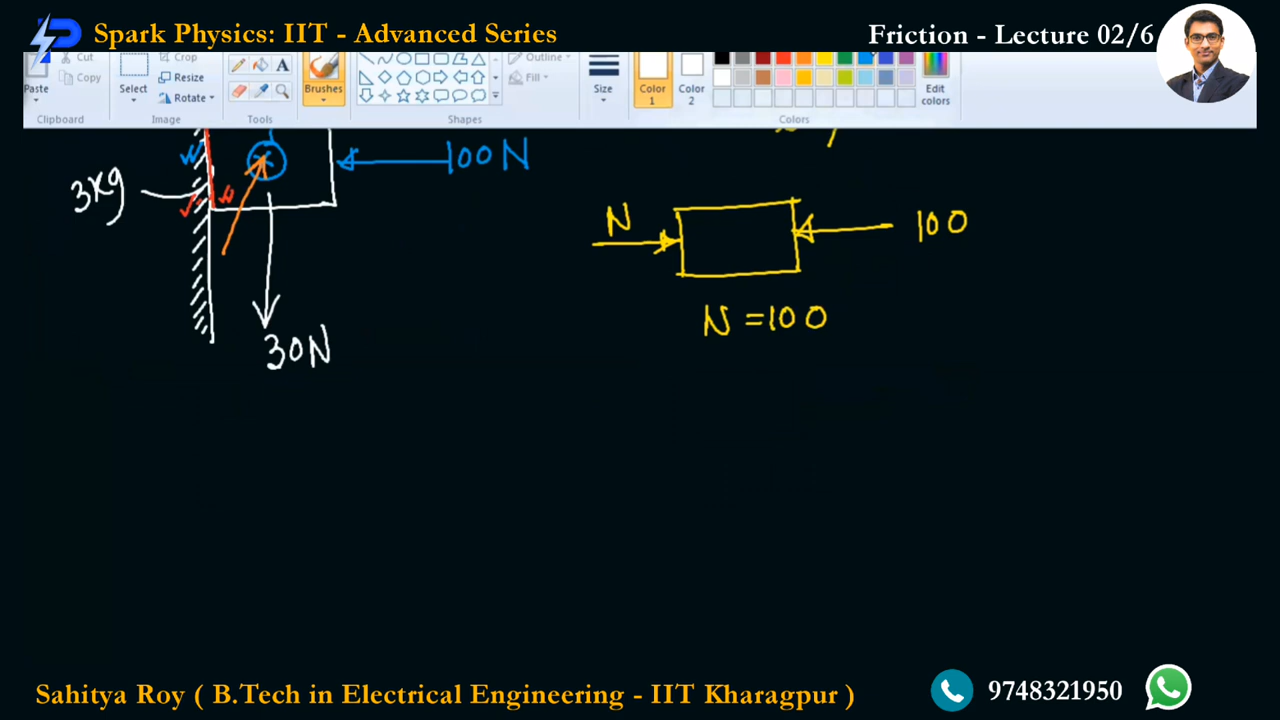 Spark Physics: IIT - Advanced Series
Friction - Lecture 02/6
Cut
Copy
Paste
Clipboard
Crop
Resize
Rotate
Select
Image
A
Tools
Brushes
Outline
Fill
Shapes
Size
Color 1
Color 2
Edit colors
Colors
3kg
100N
30N
N
100
N = 100
Sahitya Roy ( B.Tech in Electrical Engineering - IIT Kharagpur )
9748321950